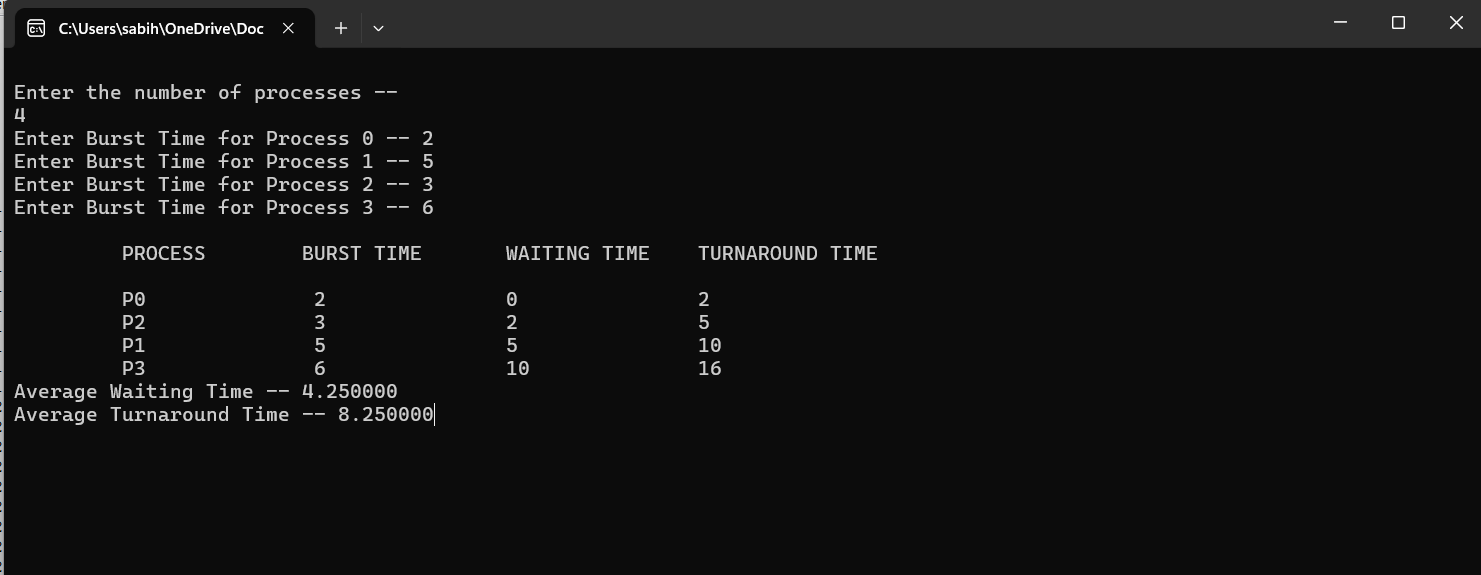 C:\Users\sabih\OneDrive\Doc
Enter the number of processes --
4
Enter Burst Time for Process 0 -- 2
Enter Burst Time for Process 1 -- 5
Enter Burst Time for Process 2 -- 3
Enter Burst Time for Process 3 -- 6
PROCESS BURST TIME WAITING TIME TURNAROUND TIME
P0 2 0 2
P2 3 2 5
P1 5 5 10
P3 6 10 16
Average Waiting Time -- 4.250000
Average Turnaround Time -- 8.250000